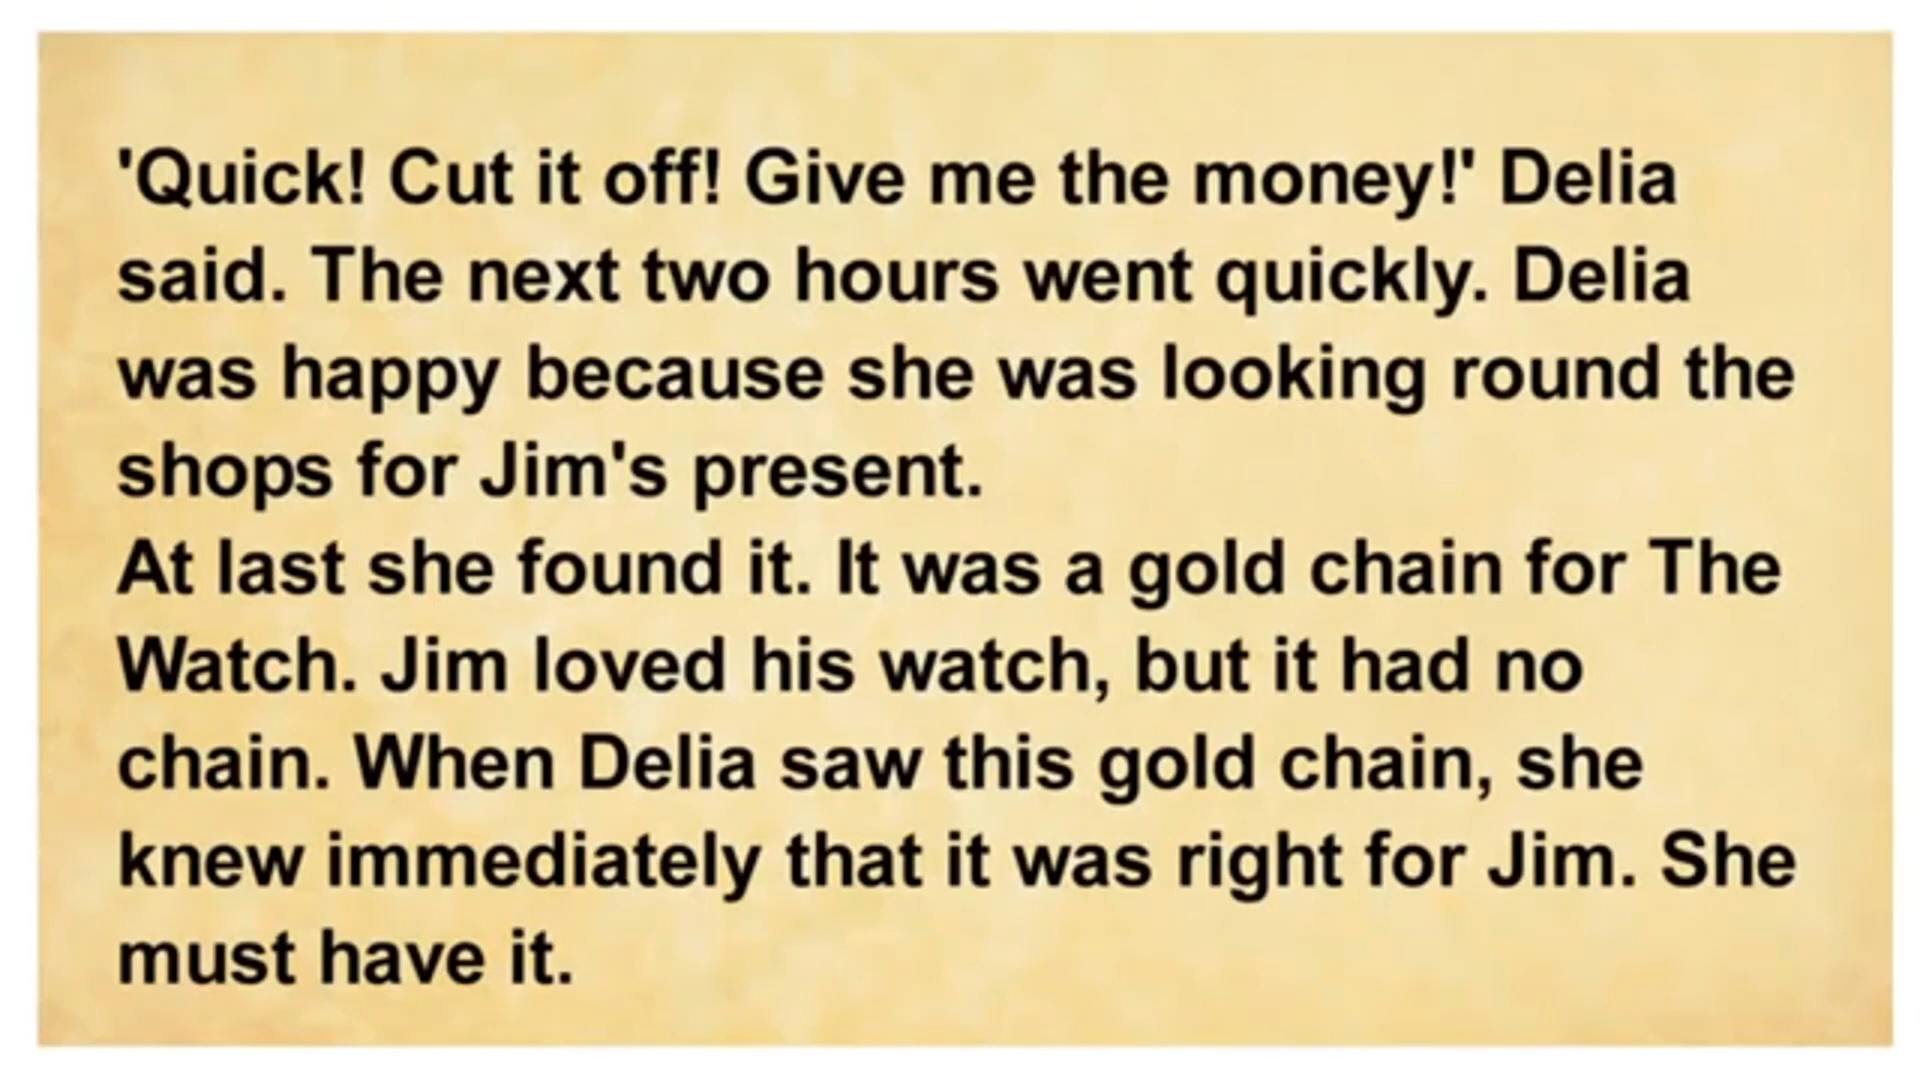 'Quick! Cut it off! Give me the money!' Delia
said. The next two hours went quickly. Delia
was happy because she was looking round the
shops for Jim's present.
At last she found it. It was a gold chain for The
Watch. Jim loved his watch, but it had no
chain. When Delia saw this gold chain, she
knew immediately that it was right for Jim. She
must have it.